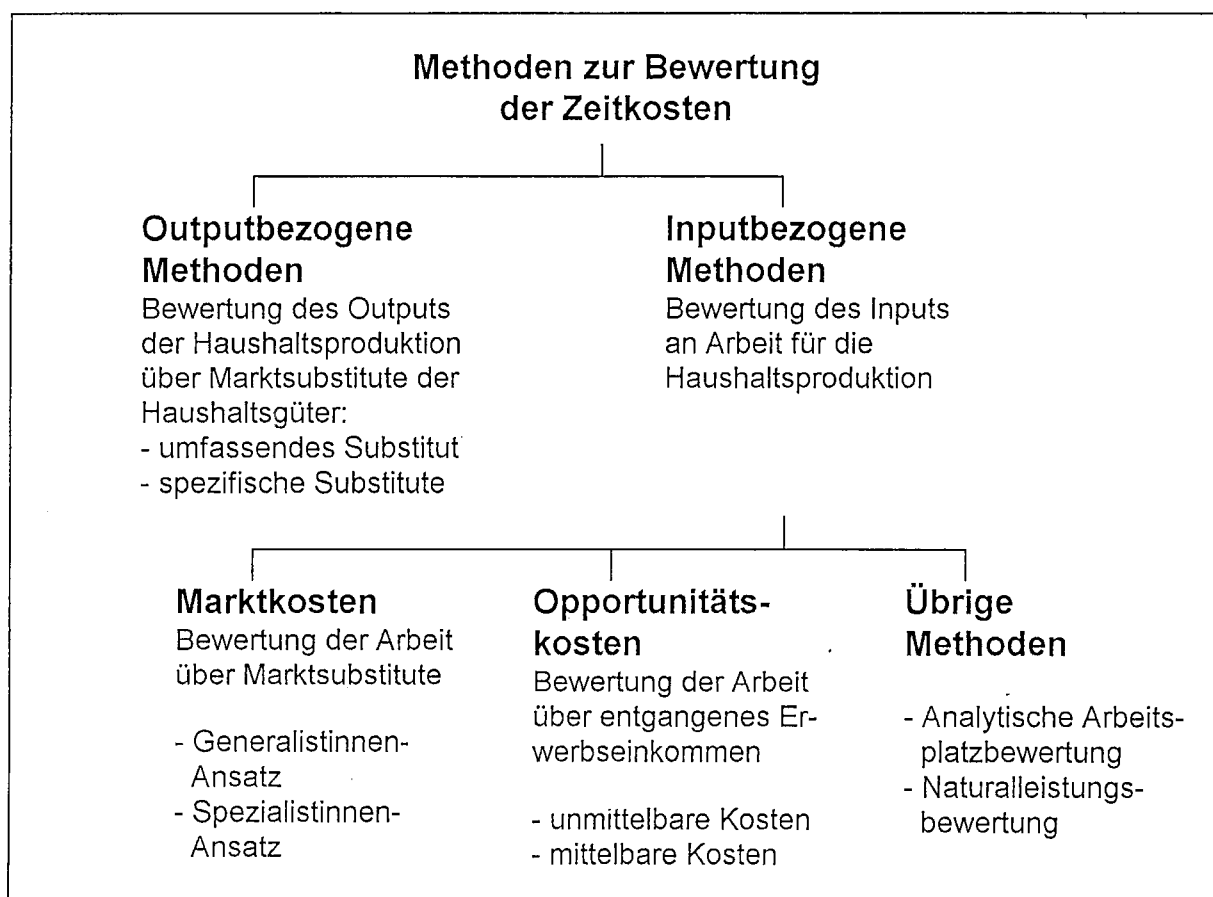 Methoden zur Bewertung
der Zeitkosten
Outputbezogene
Methoden
Bewertung des Outputs
der Haushaltsproduktion
über Marktsubstitute der
Haushaltsgüter:
- umfassendes Substitut
- spezifische Substitute
Inputbezogene
Methoden
Bewertung des Inputs
an Arbeit für die
Haushaltsproduktion
Marktkosten
Bewertung der Arbeit
über Marktsubstitute
- Generalistinnen-
Ansatz
- Spezialistinnen-
Ansatz
Opportunitäts-
kosten
Bewertung der Arbeit
über entgangenes Er-
werbseinkommen
- unmittelbare Kosten
- mittelbare Kosten
Übrige
Methoden
- Analytische Arbeits-
platzbewertung
- Naturalleistungs-
bewertung